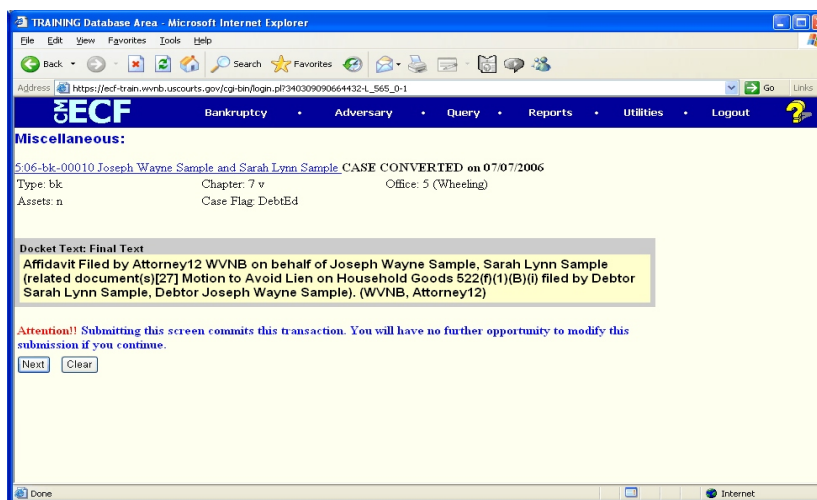 TRAINING Database Area - Microsoft Internet Explorer
File Edit View Favorites Tools Help
Back Search Favorites
Address https://ecf-train.wvnb.uscourts.gov/cgi-bin/login.pl?340309090664432-L_565_0-1 Go Links
CM ECF Bankruptcy • Adversary • Query • Reports • Utilities • Logout ?
Miscellaneous:
5:06-bk-00010 Joseph Wayne Sample and Sarah Lynn Sample CASE CONVERTED on 07/07/2006
Type: bk Chapter: 7 v Office: 5 (Wheeling)
Assets: n Case Flag: DebtEd
Docket Text: Final Text
Affidavit Filed by Attorney12 WVNB on behalf of Joseph Wayne Sample, Sarah Lynn Sample
(related document(s)[27] Motion to Avoid Lien on Household Goods 522(f)(1)(B)(i) filed by Debtor
Sarah Lynn Sample, Debtor Joseph Wayne Sample). (WVNB, Attorney12)
Attention!! Submitting this screen commits this transaction. You will have no further opportunity to modify this
submission if you continue.
Next Clear
Done Internet